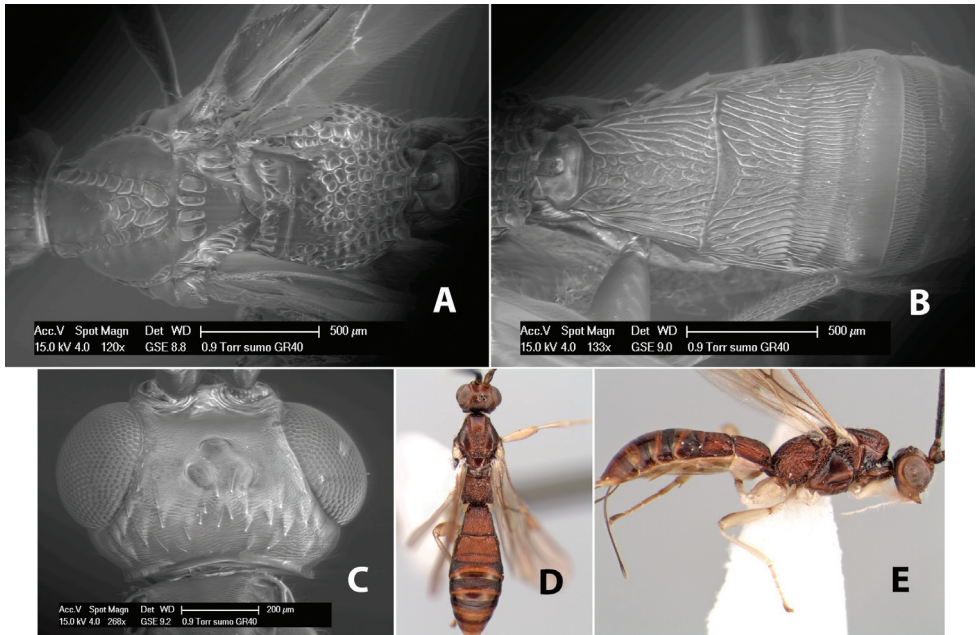 A
Acc.V Spot Magn Det WD 500 µm
15.0 kV 4.0 120x GSE 8.8 0.9 Torr sumo GR40
B
Acc.V Spot Magn Det WD 500 µm
15.0 kV 4.0 133x GSE 9.0 0.9 Torr sumo GR40
C
Acc.V Spot Magn Det WD 200 µm
15.0 kV 4.0 268x GSE 9.2 0.9 Torr sumo GR40
D
E